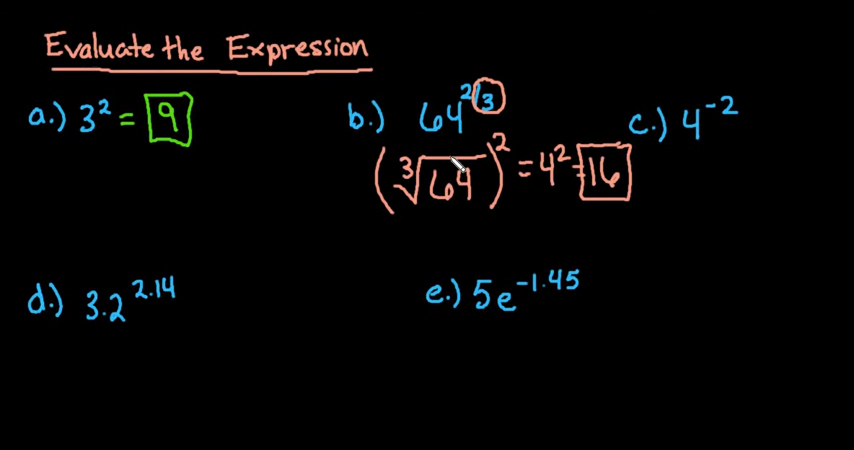 Evaluate the Expression
a.) 3² = 9
b.) 64^2/3
(∛64)² = 4² = 16
c.) 4⁻²
d.) 3.2^2.14
e.) 5e^-1.45